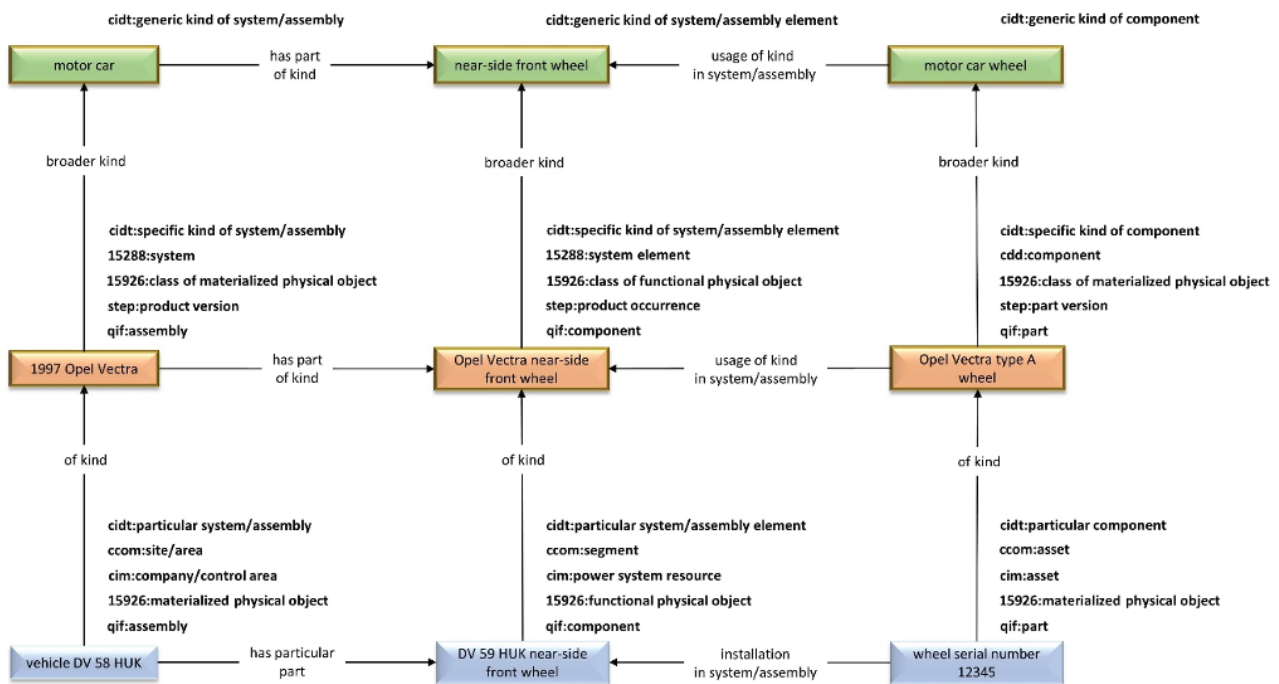 cidt:generic kind of system/assembly
cidt:generic kind of system/assembly element
cidt:generic kind of component
motor car
has part
of kind
near-side front wheel
usage of kind
in system/assembly
motor car wheel
broader kind
broader kind
broader kind
cidt:specific kind of system/assembly
15288:system
15926:class of materialized physical object
step:product version
qif:assembly
cidt:specific kind of system/assembly element
15288:system element
15926:class of functional physical object
step:product occurrence
qif:component
cidt:specific kind of component
cdd:component
15926:class of materialized physical object
step:part version
qif:part
1997 Opel Vectra
has part
of kind
Opel Vectra near-side
front wheel
usage of kind
in system/assembly
Opel Vectra type A
wheel
of kind
of kind
of kind
cidt:particular system/assembly
ccom:site/area
cim:company/control area
15926:materialized physical object
qif:assembly
cidt:particular system/assembly element
ccom:segment
cim:power system resource
15926:functional physical object
qif:component
cidt:particular component
ccom:asset
cim:asset
15926:materialized physical object
qif:part
vehicle DV 58 HUK
has particular
part
DV 59 HUK near-side
front wheel
installation
in system/assembly
wheel serial number
12345